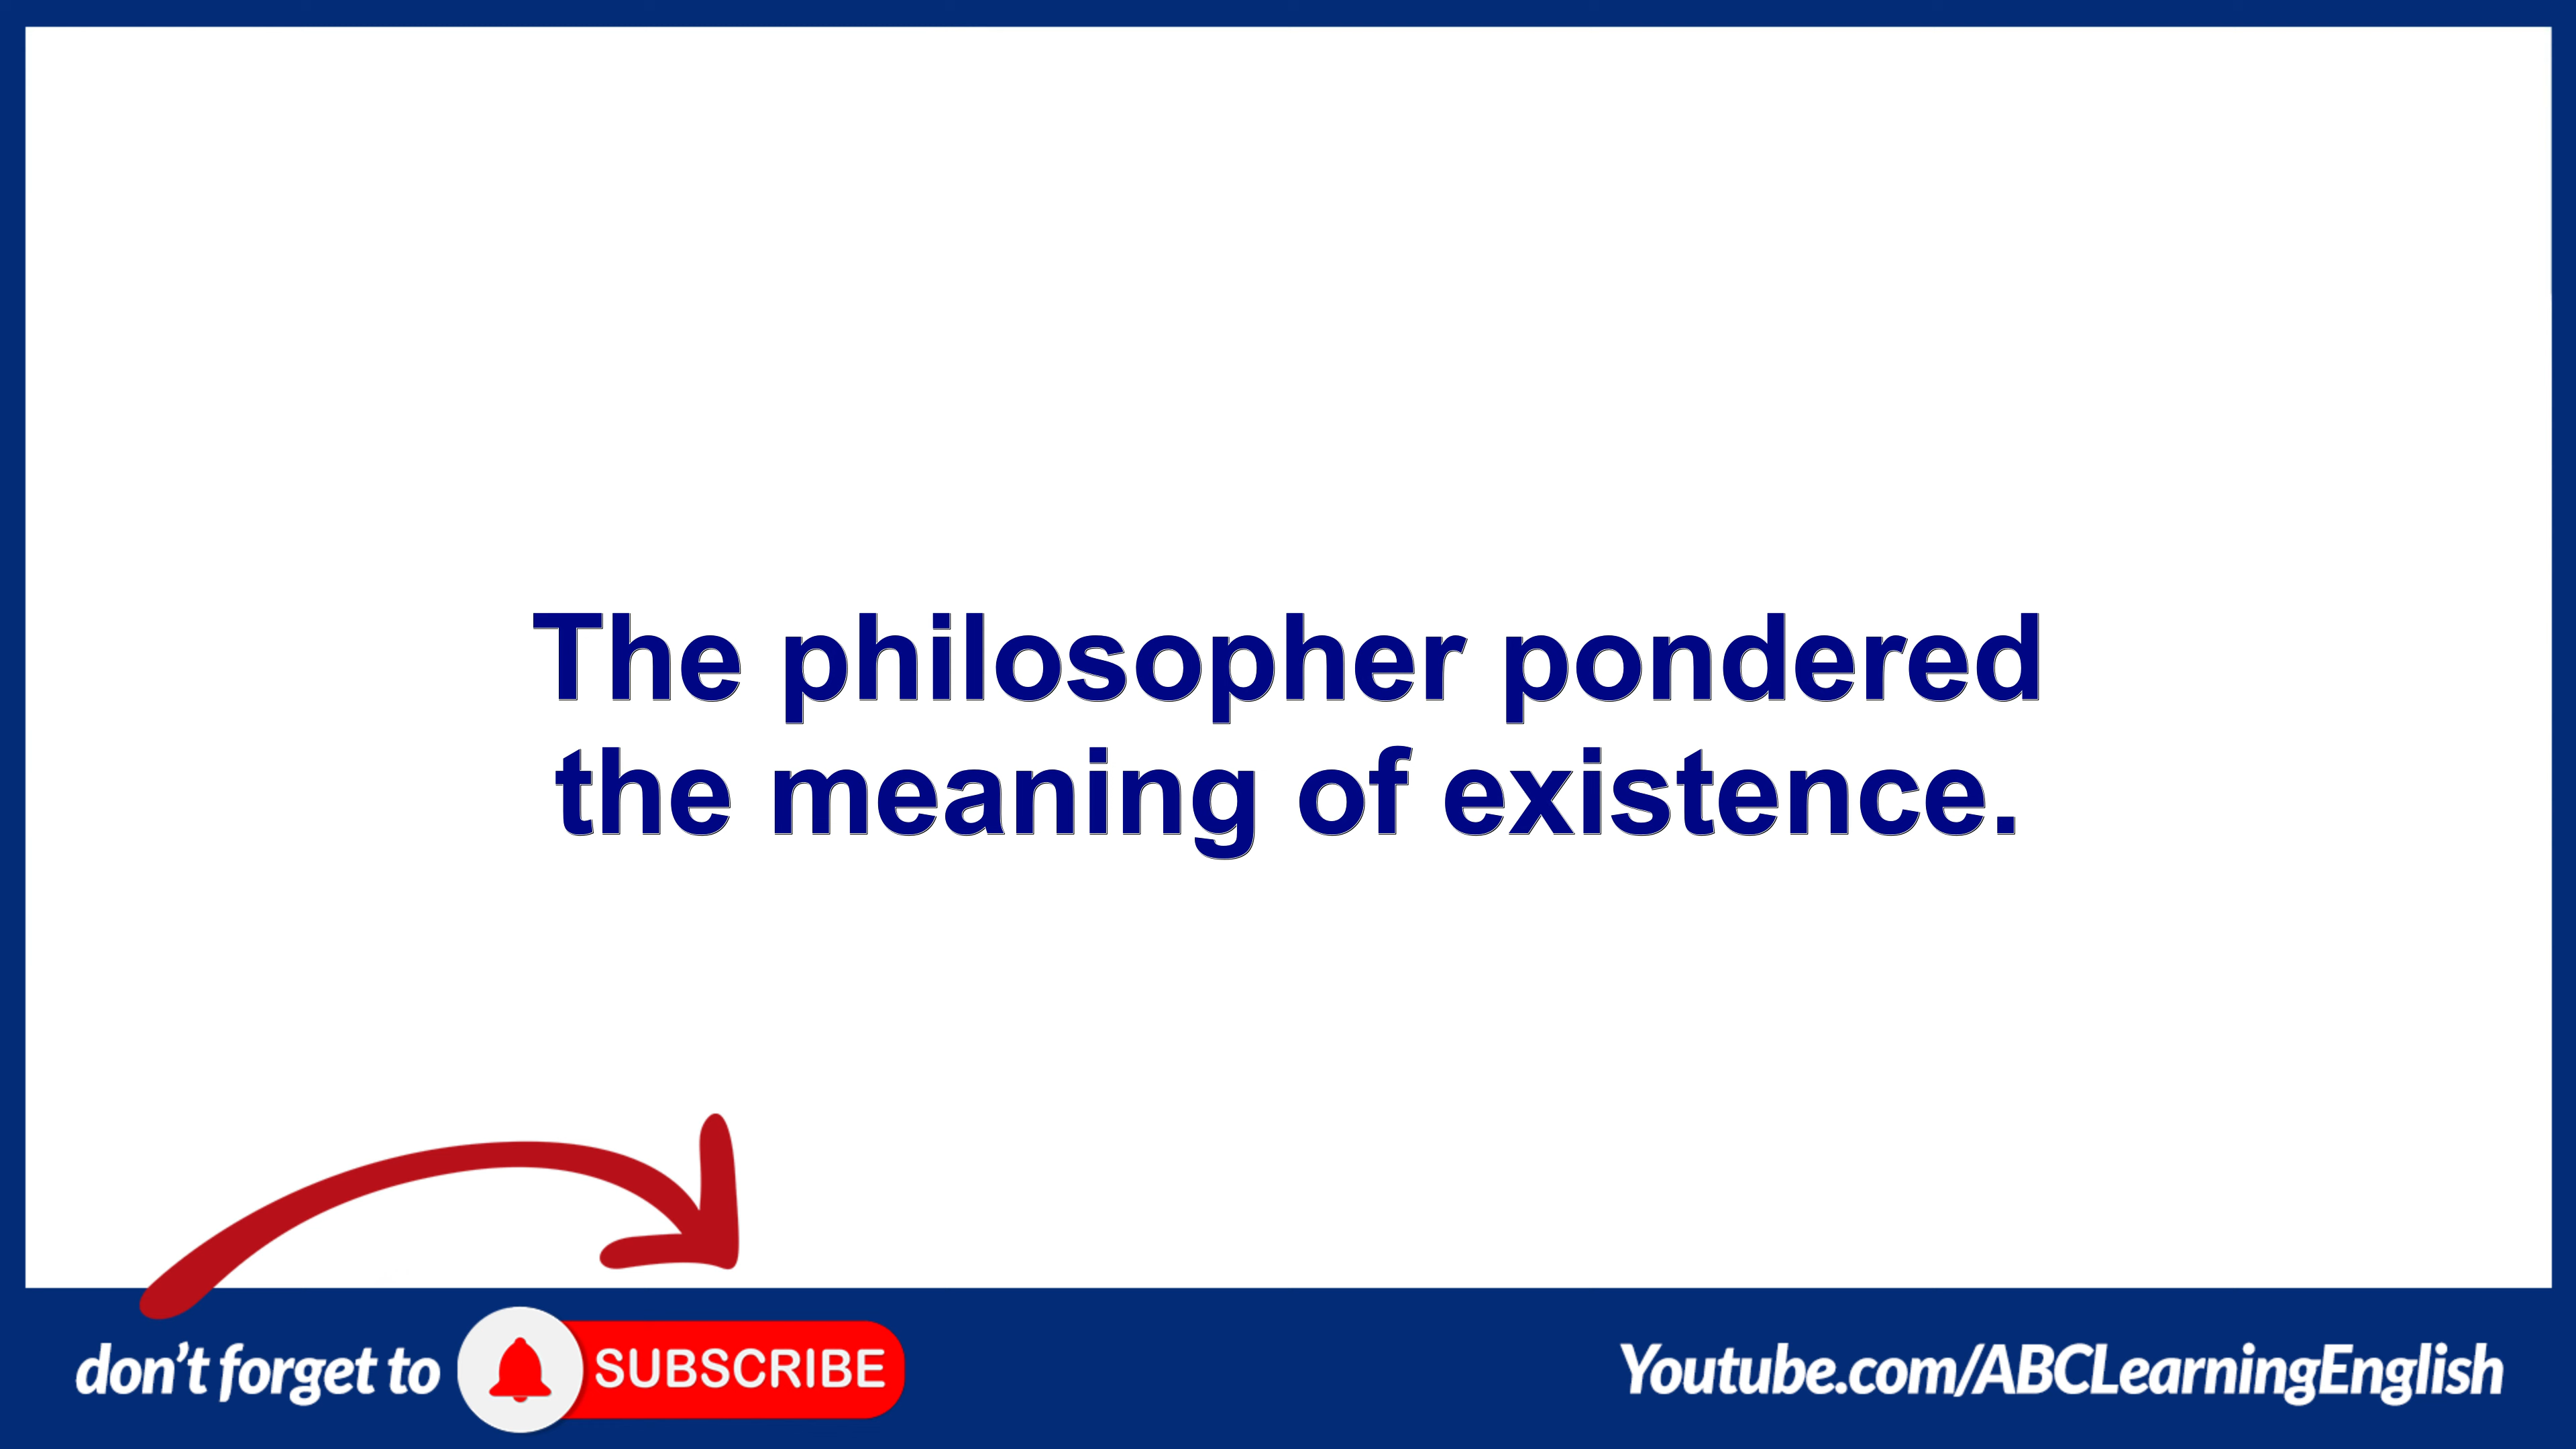 The philosopher pondered
the meaning of existence.
don't forget to SUBSCRIBE
Youtube.com/ABCLearningEnglish